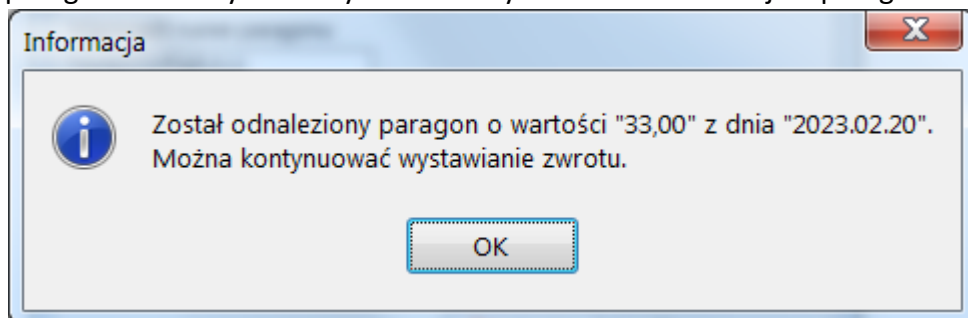 Informacja
Został odnaleziony paragon o wartości "33,00" z dnia "2023.02.20".
Można kontynuować wystawianie zwrotu.
OK